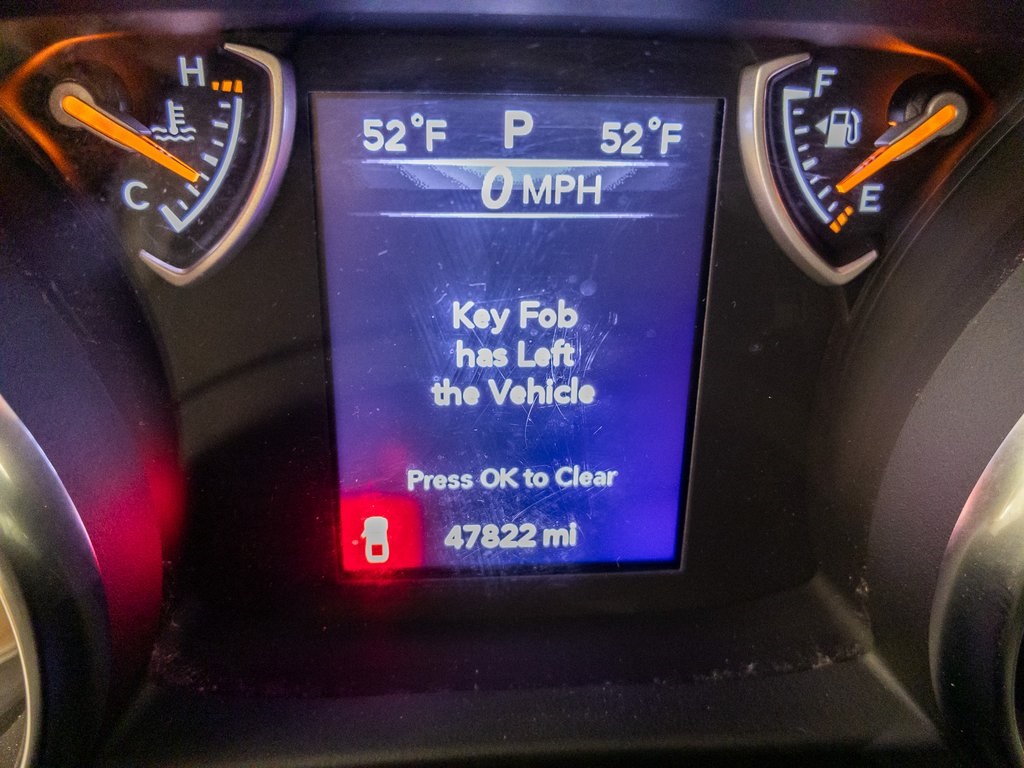 H
C
F
E
52°F P 52°F
0 MPH
Key Fob
has Left
the Vehicle
Press OK to Clear
47822 mi